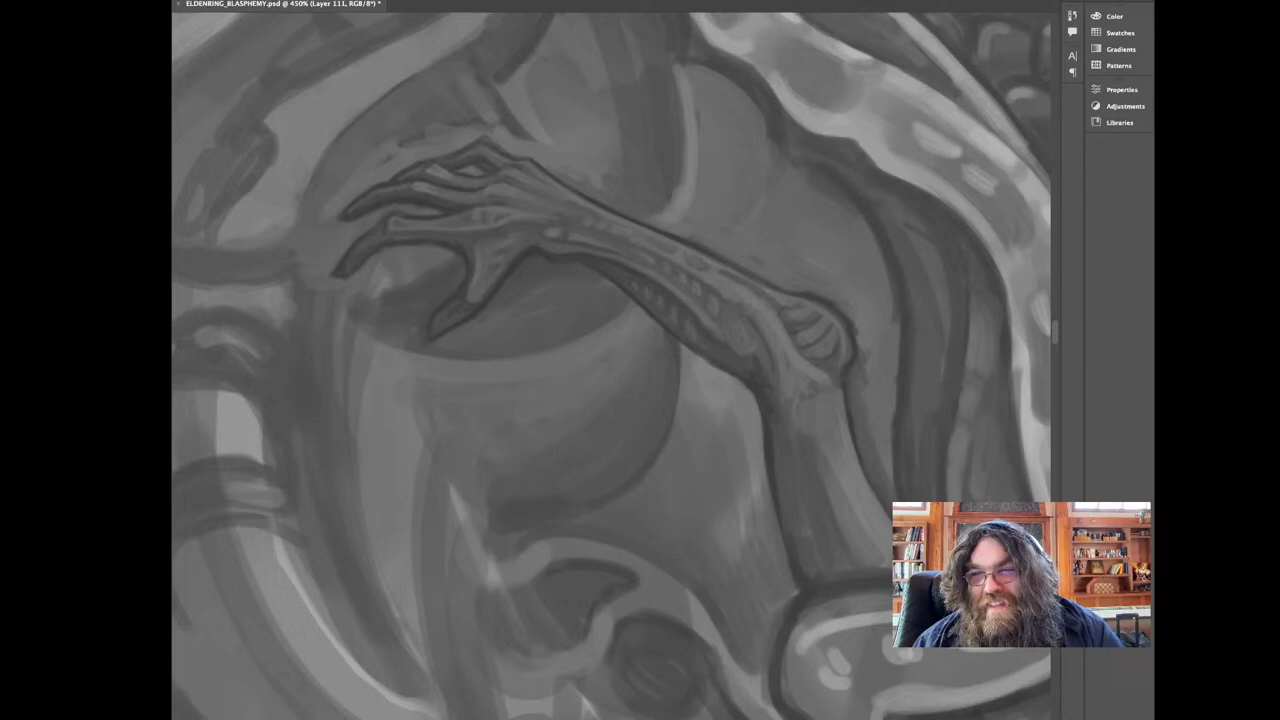 ELDENRING_BLASPHEMY.psd @ 450% (Layer 111, RGB/8*) *
Color
Swatches
Gradients
Patterns
Properties
Adjustments
Libraries